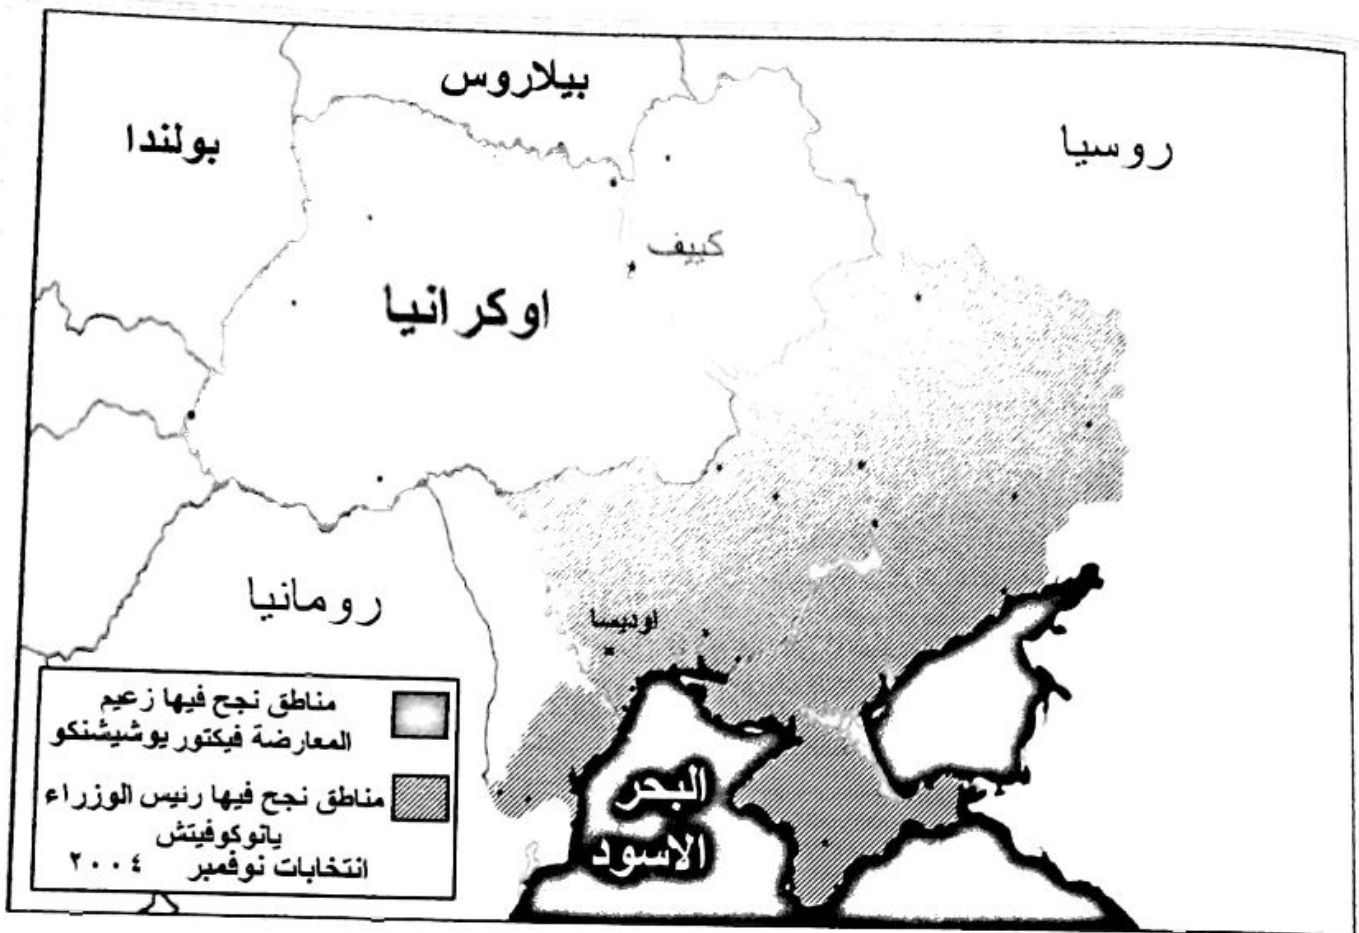 بيلاروس
بولندا
روسيا
كييف
اوكرانيا
رومانيا
اوديسا
البحر
الاسود
مناطق نجح فيها زعيم
المعارضة فيكتور يوشيشنكو
مناطق نجح فيها رئيس الوزراء
يانوكوفيتش
انتخابات نوفمبر ٢٠٠٤